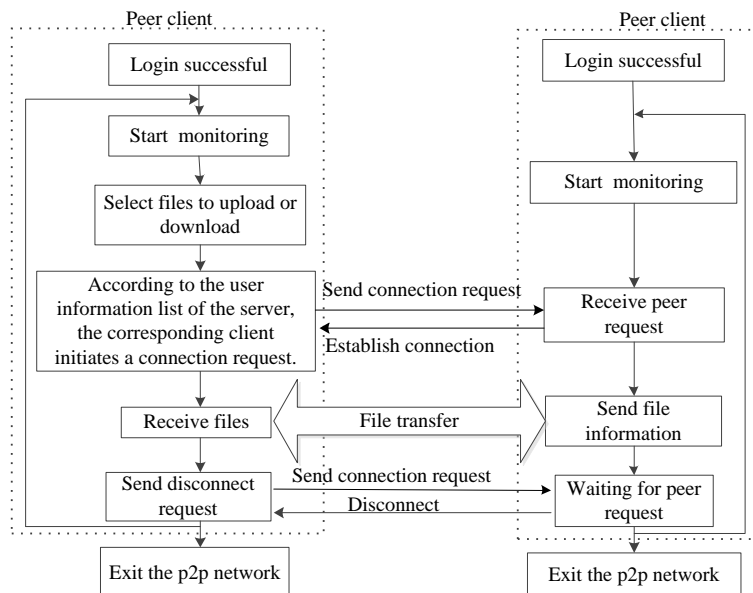 Peer client
Login successful
Start monitoring
Select files to upload or
download
According to the user
information list of the server,
the corresponding client
initiates a connection request.
Receive files
Send disconnect
request
Exit the p2p network
Send connection request
Establish connection
File transfer
Send connection request
Disconnect
Peer client
Login successful
Start monitoring
Receive peer
request
Send file
information
Waiting for peer
request
Exit the p2p network